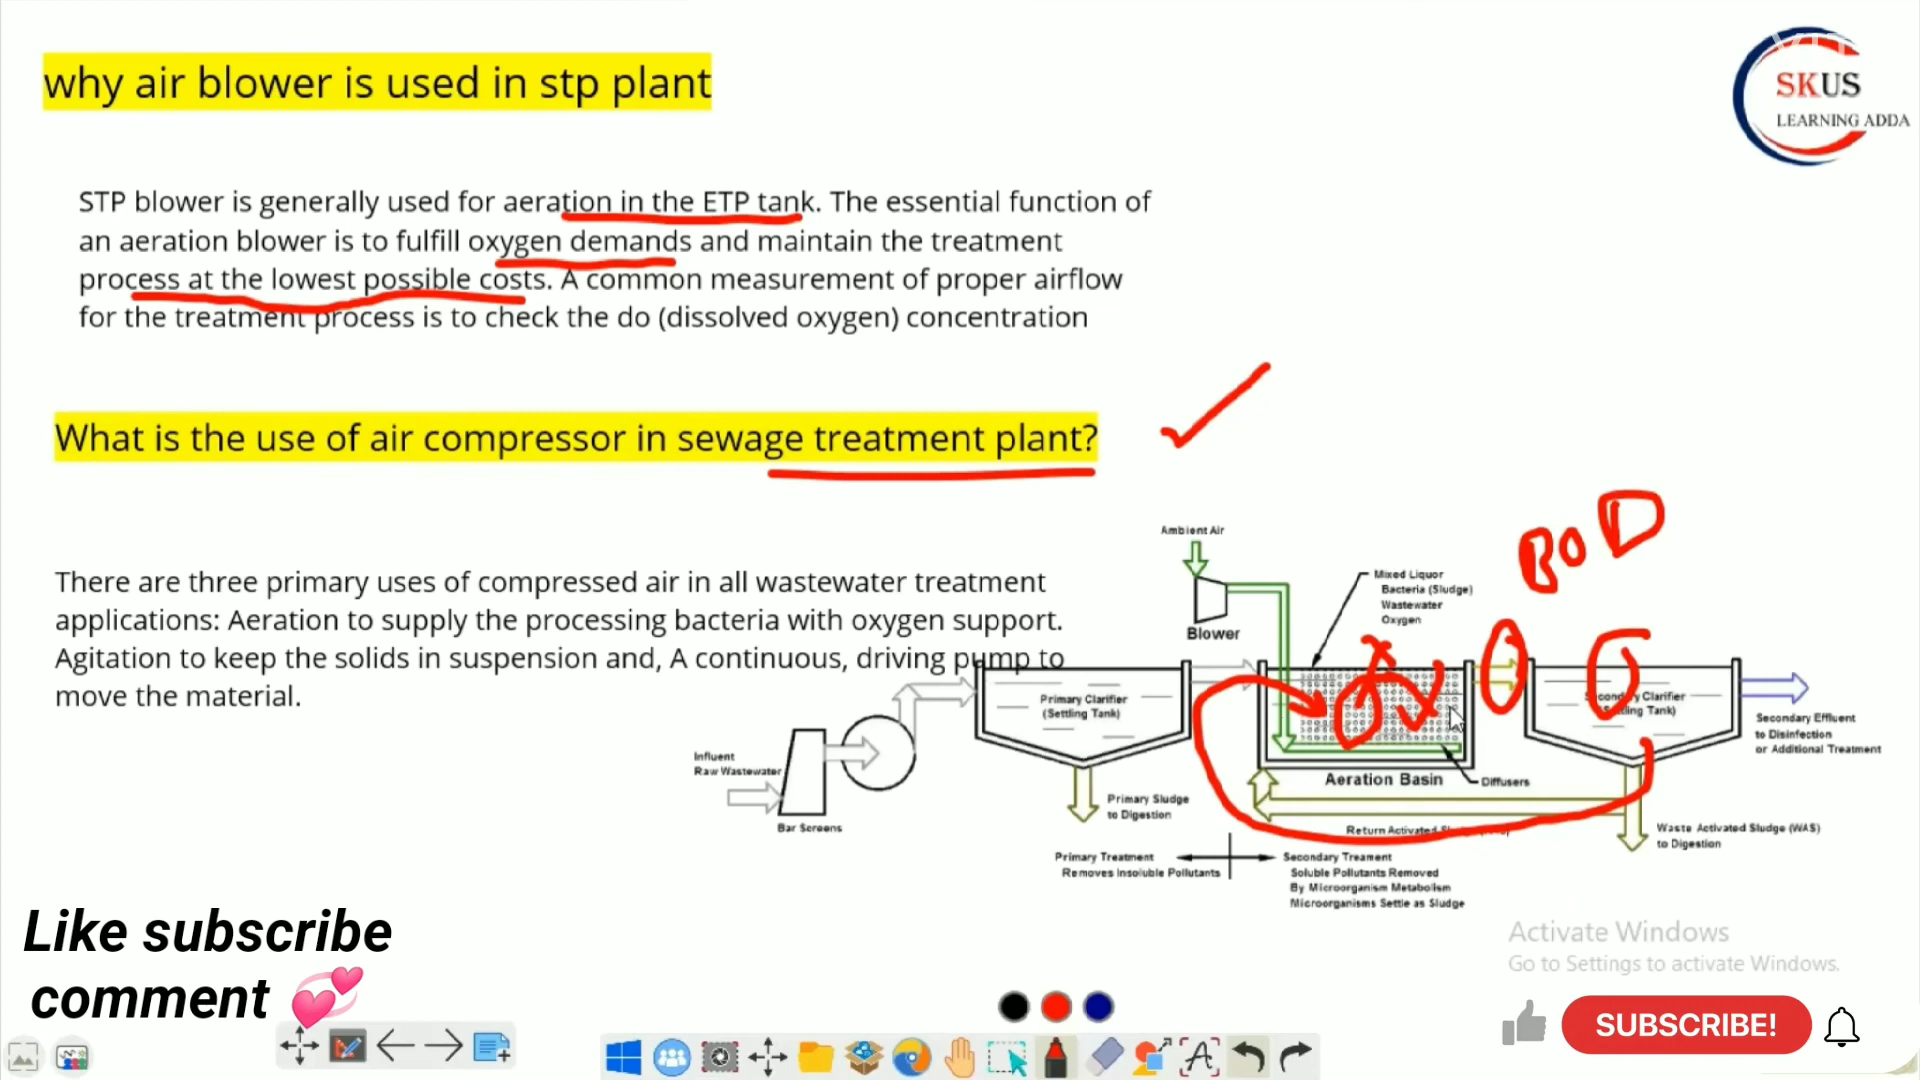 why air blower is used in stp plant
SKUS
LEARNING ADDA
STP blower is generally used for aeration in the ETP tank. The essential function of
an aeration blower is to fulfill oxygen demands and maintain the treatment
process at the lowest possible costs. A common measurement of proper airflow
for the treatment process is to check the do (dissolved oxygen) concentration
What is the use of air compressor in sewage treatment plant?
There are three primary uses of compressed air in all wastewater treatment
applications: Aeration to supply the processing bacteria with oxygen support.
Agitation to keep the solids in suspension and, A continuous, driving pump to
move the material.
BOD
Ambient Air
Blower
Mixed Liquor
Bacteria (Sludge)
Wastewater
Oxygen
Primary Clarifier
(Settling Tank)
Clarifier
Tank)
Influent
Raw Wastewater
Bar Screens
Aeration Basin
Diffusers
Secondary Effluent
to Disinfection
or Additional Treatment
Primary Sludge
to Digestion
Return
Waste Activated Sludge (WAS)
to Digestion
Primary Treatment
Removes Insoluble Pollutants
Secondary Treament
Soluble Pollutants Removed
By Microorganism Metabolism
Microorganisms Settle as Sludge
Like subscribe
comment
Activate Windows
Go to Settings to activate Windows.
SUBSCRIBE!